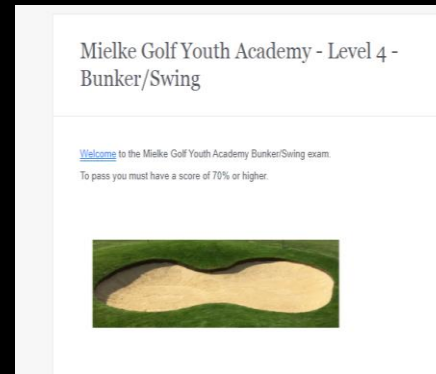 Mielke Golf Youth Academy - Level 4 -
Bunker/Swing
Welcome to the Mielke Golf Youth Academy Bunker/Swing exam.
To pass you must have a score of 70% or higher.